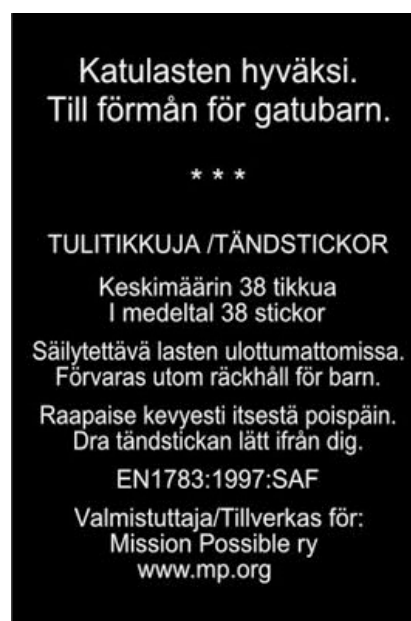 Katulasten hyväksi.
Till förmån för gatubarn.
* * *
TULITIKKUJA /TÄNDSTICKOR
Keskimäärin 38 tikkua
I medeltal 38 stickor
Säilytettävä lasten ulottumattomissa.
Förvaras utom räckhåll för barn.
Raapaise kevyesti itsestä poispäin.
Dra tändstickan lätt ifrån dig.
EN1783:1997:SAF
Valmistuttaja/Tillverkas för:
Mission Possible ry
www.mp.org